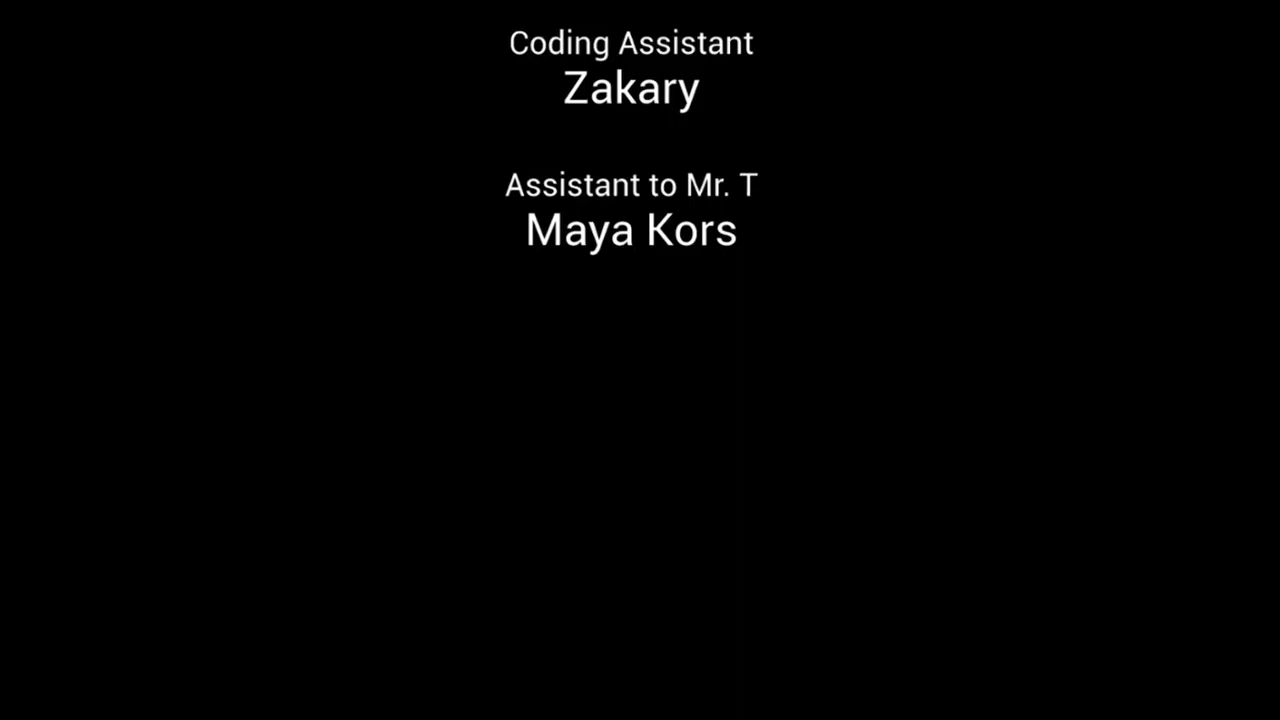 Coding Assistant
Zakary
Assistant to Mr. T
Maya Kors